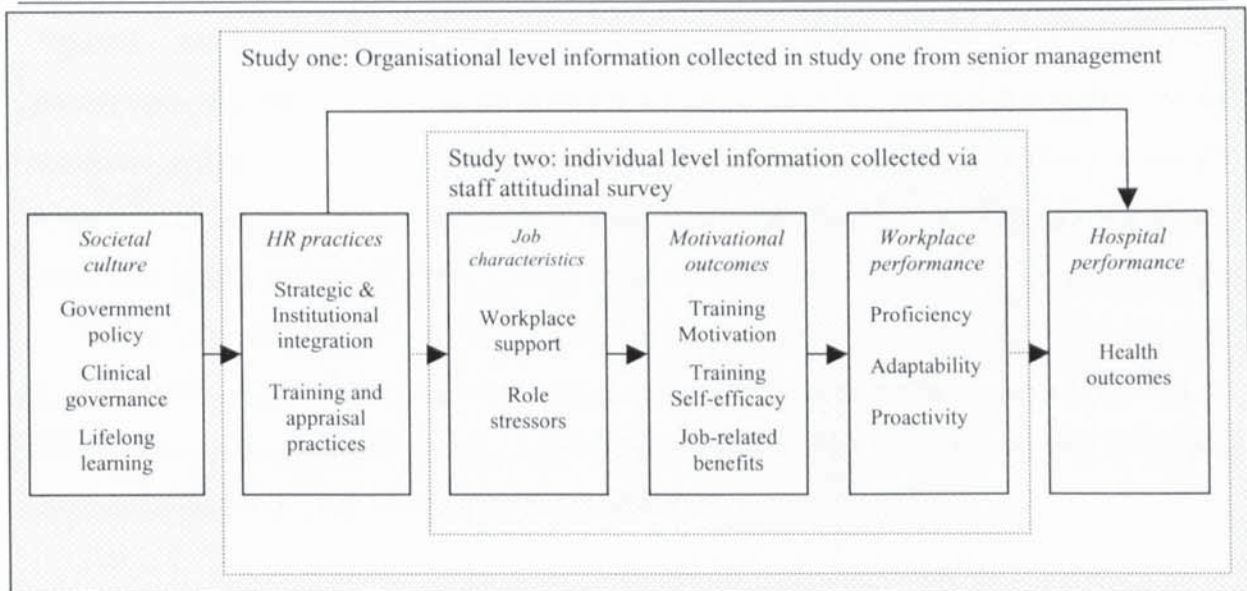 Study one: Organisational level information collected in study one from senior management
Study two: individual level information collected via
staff attitudinal survey
Societal
culture
Government
policy
Clinical
governance
Lifelong
learning
HR practices
Strategic &
Institutional
integration
Training and
appraisal
practices
Job
characteristics
Workplace
support
Role
stressors
Motivational
outcomes
Training
Motivation
Training
Self-efficacy
Job-related
benefits
Workplace
performance
Proficiency
Adaptability
Proactivity
Hospital
performance
Health
outcomes